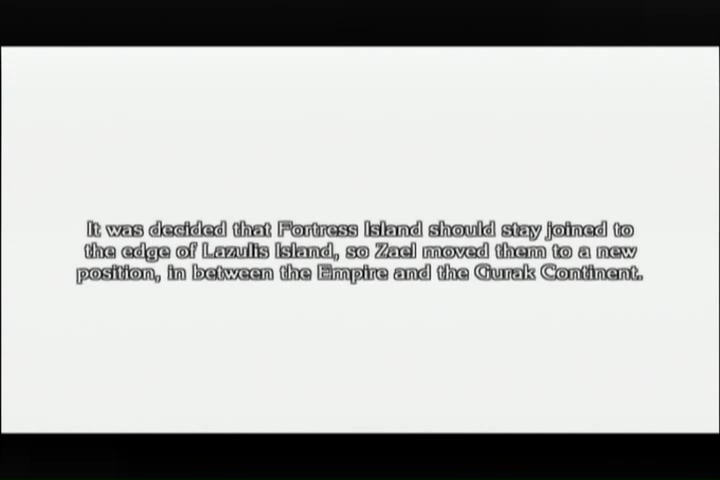 It was decided that Fortress Island should stay joined to
the edge of Lazulis Island, so Zael moved them to a new
position, in between the Empire and the Gurak Continent.